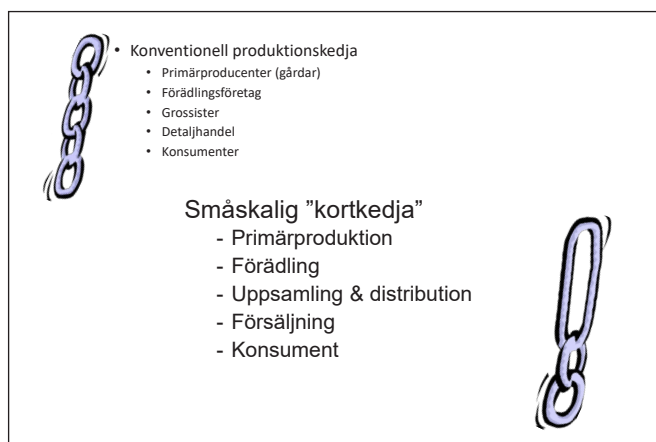 • Konventionell produktionskedja
• Primärproducenter (gårdar)
• Förädlingsföretag
• Grossister
• Detaljhandel
• Konsumenter
Småskalig ”kortkedja”
- Primärproduktion
- Förädling
- Uppsamling & distribution
- Försäljning
- Konsument